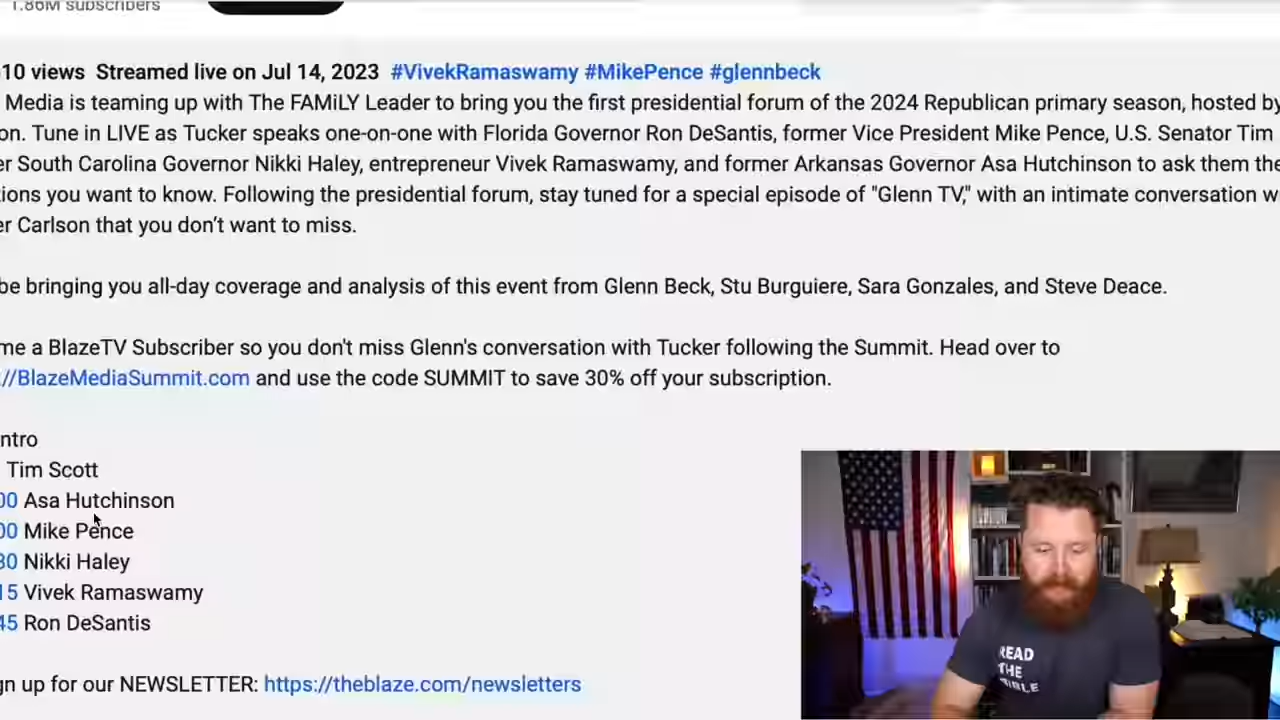 1.86M subscribers
10 views Streamed live on Jul 14, 2023 #VivekRamaswamy #MikePence #glennbeck
Media is teaming up with The FAMiLY Leader to bring you the first presidential forum of the 2024 Republican primary season, hosted by
on. Tune in LIVE as Tucker speaks one-on-one with Florida Governor Ron DeSantis, former Vice President Mike Pence, U.S. Senator Tim
er South Carolina Governor Nikki Haley, entrepreneur Vivek Ramaswamy, and former Arkansas Governor Asa Hutchinson to ask them the
tions you want to know. Following the presidential forum, stay tuned for a special episode of "Glenn TV," with an intimate conversation w
er Carlson that you don't want to miss.
be bringing you all-day coverage and analysis of this event from Glenn Beck, Stu Burguiere, Sara Gonzales, and Steve Deace.
me a BlazeTV Subscriber so you don't miss Glenn's conversation with Tucker following the Summit. Head over to
//BlazeMediaSummit.com and use the code SUMMIT to save 30% off your subscription.
ntro
Tim Scott
00 Asa Hutchinson
00 Mike Pence
30 Nikki Haley
15 Vivek Ramaswamy
45 Ron DeSantis
gn up for our NEWSLETTER: https://theblaze.com/newsletters
READ
THE
BIBLE